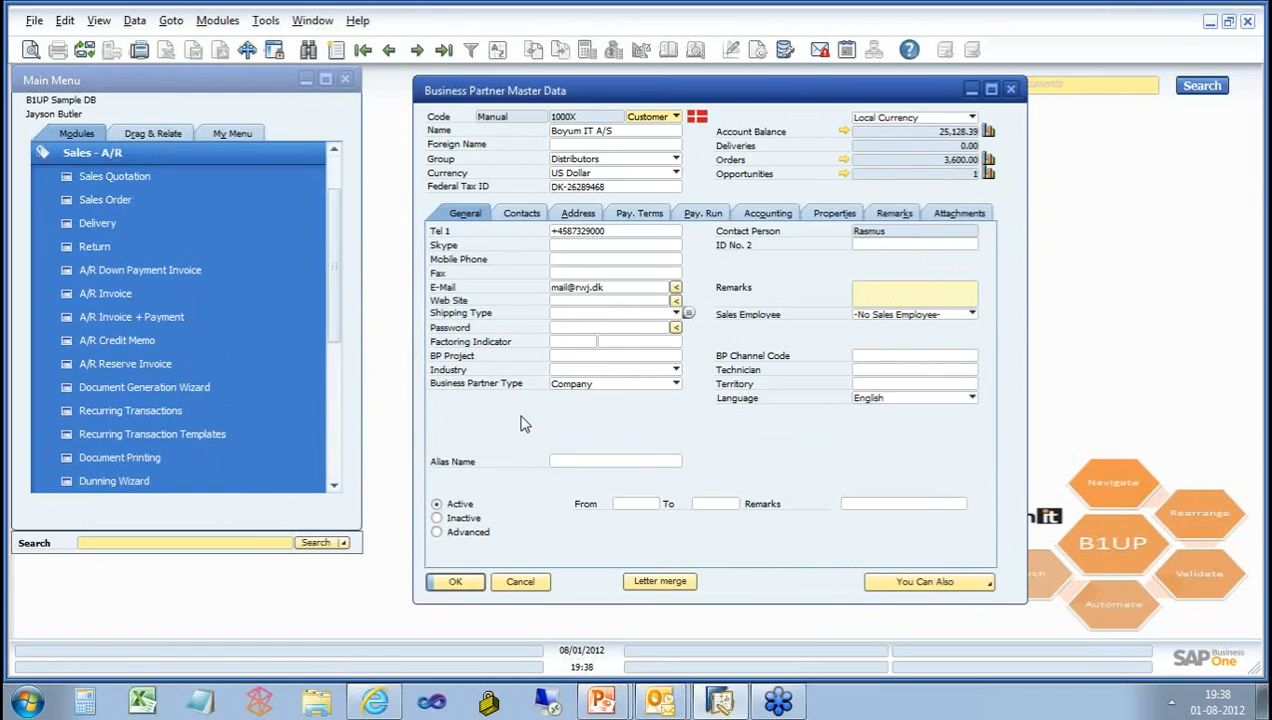 File Edit View Data Goto Modules Tools Window Help
Main Menu
B1UP Sample DB
Jayson Butler
Modules Drag & Relate My Menu
Sales - A/R
Sales Quotation
Sales Order
Delivery
Return
A/R Down Payment Invoice
A/R Invoice
A/R Invoice + Payment
A/R Credit Memo
A/R Reserve Invoice
Document Generation Wizard
Recurring Transactions
Recurring Transaction Templates
Document Printing
Dunning Wizard
Search Search
Business Partner Master Data
Code Manual 1000X Customer
Name Boyum IT A/S
Foreign Name
Group Distributors
Currency US Dollar
Federal Tax ID DK-26289468
Local Currency
Account Balance 25,128.39
Deliveries 0.00
Orders 3,600.00
Opportunities 1
General Contacts Address Pay. Terms Pay. Run Accounting Properties Remarks Attachments
Tel 1 +4587329000
Skype
Mobile Phone
Fax
E-Mail mail@rwj.dk
Web Site
Shipping Type
Password
Factoring Indicator
BP Project
Industry
Business Partner Type Company
Alias Name
Contact Person Rasmus
ID No. 2
Remarks
Sales Employee -No Sales Employee-
BP Channel Code
Technician
Territory
Language English
Active From To Remarks
Inactive
Advanced
OK Cancel Letter merge You Can Also
Search
it
Navigate
Rearrange
B1UP
Validate
Automate
08/01/2012
19:38
SAP Business One
19:38
01-08-2012